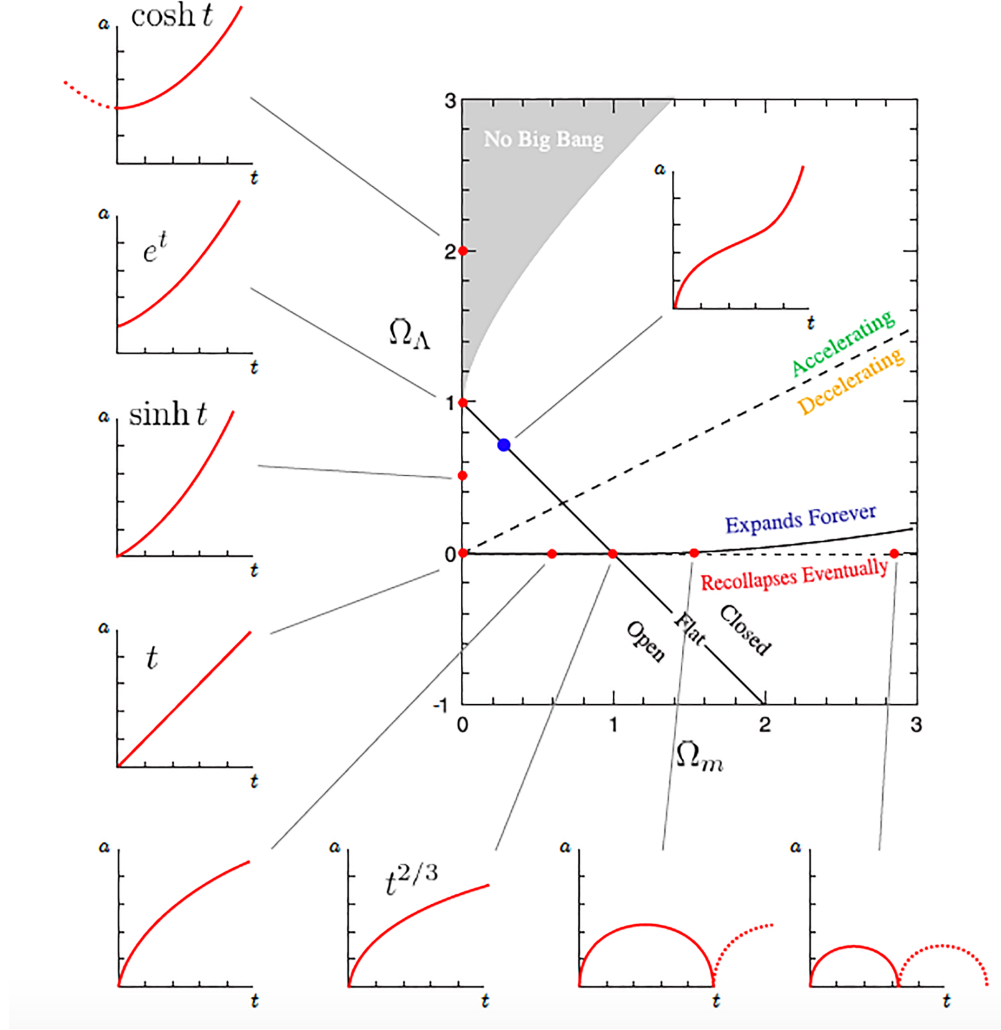 cosh t
a
t
3
No Big Bang
a
t
a
e^t
t
2
Ω_Λ
Accelerating
Decelerating
1
a
sinh t
t
Expands Forever
0
Recollapses Eventually
Open
Flat
Closed
a
t
t
-1
0
1
2
3
Ω_m
a
t
a
t^{2/3}
t
a
t
a
t